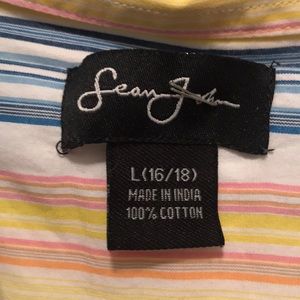 Sean John
L(16/18)
MADE IN INDIA
100% COTTON